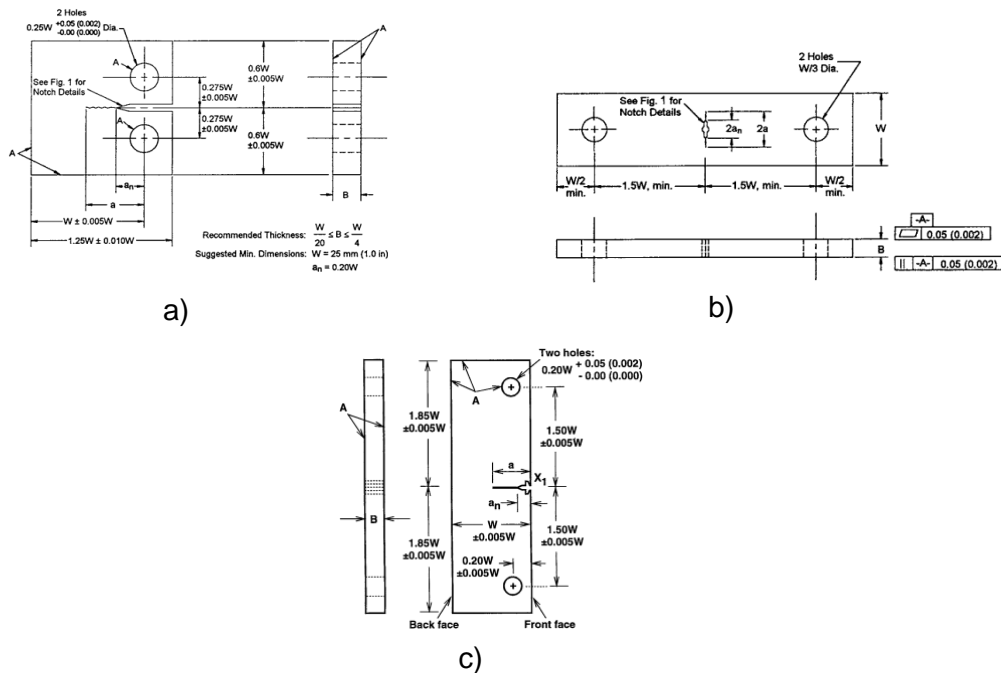 2 Holes
0.25W +0.05 (0.002) Dia.
-0.00 (0.000)
A
A
A
See Fig. 1 for
Notch Details
A
A
0.6W
±0.005W
0.275W
±0.005W
0.275W
±0.005W
0.6W
±0.005W
an
a
W ± 0.005W
1.25W ± 0.010W
B
Recommended Thickness: W/20 ≤ B ≤ W/4
Suggested Min. Dimensions: W = 25 mm (1.0 in)
an = 0.20W
a)
2 Holes
W/3 Dia.
See Fig. 1 for
Notch Details
2an
2a
W
W/2
min.
1.5W, min.
1.5W, min.
W/2
min.
B
-A-
0.05 (0.002)
|| -A- 0.05 (0.002)
b)
Two holes:
0.20W + 0.05 (0.002)
- 0.00 (0.000)
A
A
1.85W
±0.005W
1.50W
±0.005W
a
X1
an
B
W
±0.005W
1.85W
±0.005W
1.50W
±0.005W
0.20W
±0.005W
Back face
Front face
c)